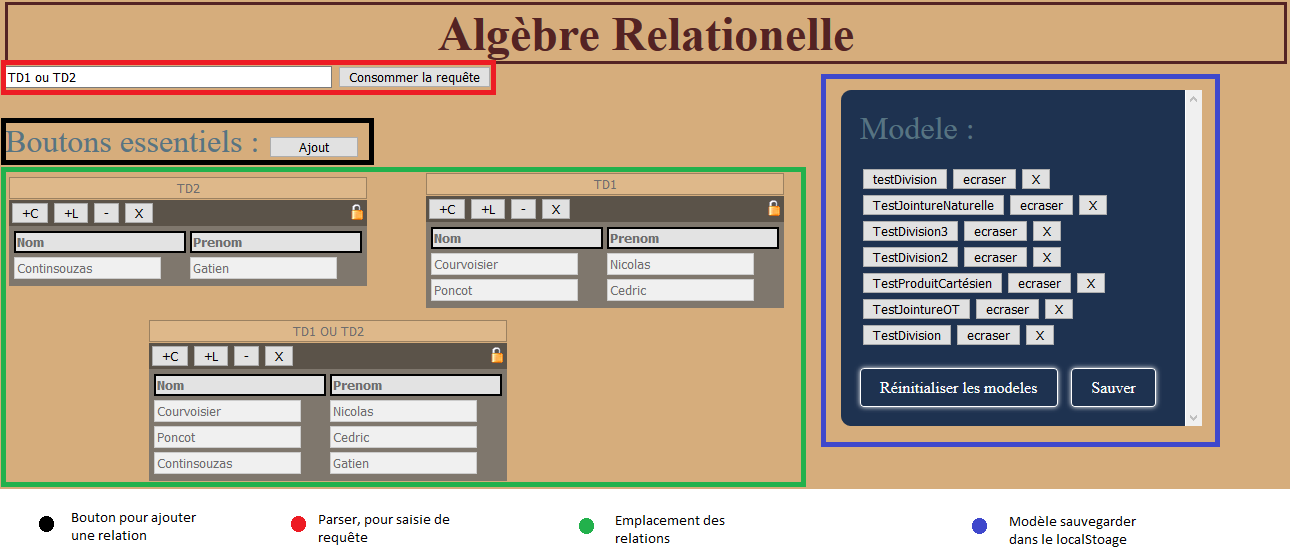 Algèbre Relationelle
TD1 ou TD2 Consommer la requête
Boutons essentiels : Ajout
TD2
+C +L - X
Nom Prenom
Continsouzas Gatien
TD1
+C +L - X
Nom Prenom
Courvoisier Nicolas
Poncot Cedric
TD1 OU TD2
+C +L - X
Nom Prenom
Courvoisier Nicolas
Poncot Cedric
Continsouzas Gatien
Modele :
testDivision ecraser X
TestJointureNaturelle ecraser X
TestDivision3 ecraser X
TestDivision2 ecraser X
TestProduitCartésien ecraser X
TestJointureOT ecraser X
TestDivision ecraser X
Réinitialiser les modeles Sauver
Bouton pour ajouter
une relation
Parser, pour saisie de
requête
Emplacement des
relations
Modèle sauvegarder
dans le localStoage